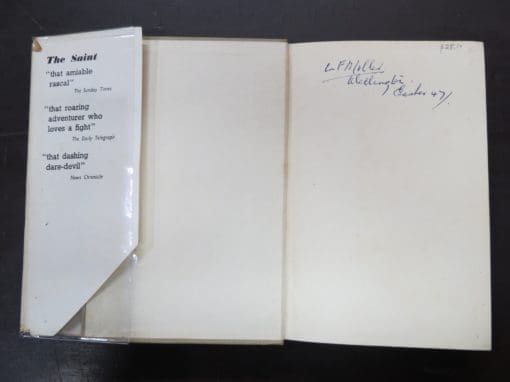 The Saint
"that amiable
rascal"
The Sunday Times
"that roaring
adventurer who
loves a fight"
The Daily Telegraph
"that dashing
dare-devil"
News Chronicle
Wellington
Easter 47/.